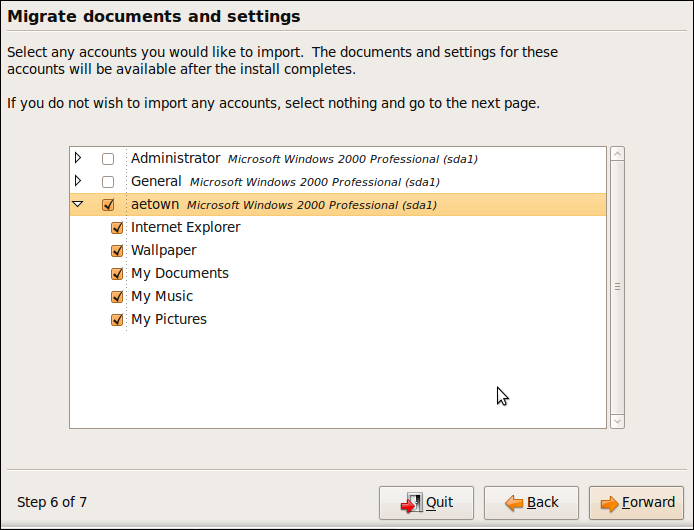 Migrate documents and settings
Select any accounts you would like to import. The documents and settings for these
accounts will be available after the install completes.
If you do not wish to import any accounts, select nothing and go to the next page.
Administrator Microsoft Windows 2000 Professional (sda1)
General Microsoft Windows 2000 Professional (sda1)
aetown Microsoft Windows 2000 Professional (sda1)
Internet Explorer
Wallpaper
My Documents
My Music
My Pictures
Step 6 of 7 Quit Back Forward